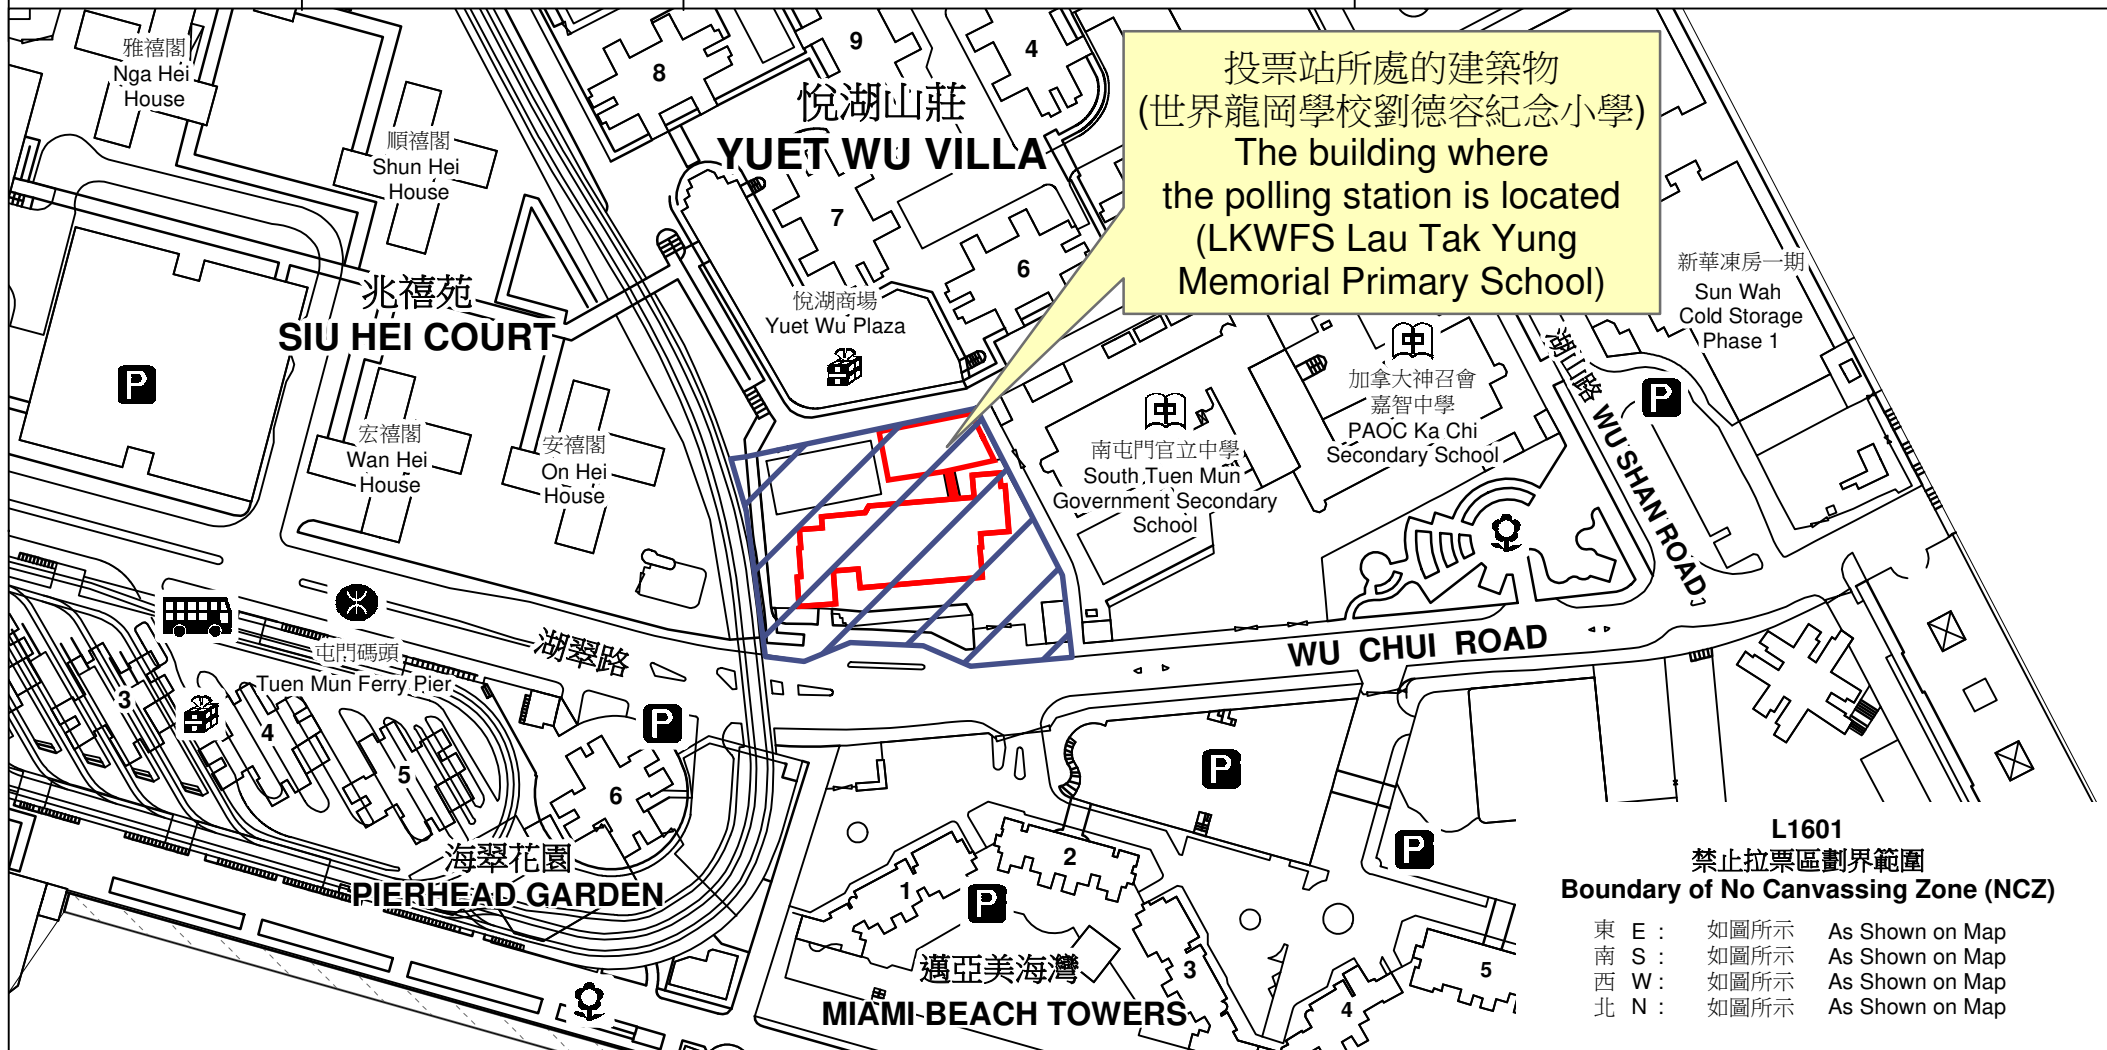 雅禧閣
Nga Hei
House
順禧閣
Shun Hei
House
8
9
4
悅湖山莊
YUET WU VILLA
7
6
投票站所處的建築物
(世界龍岡學校劉德容紀念小學)
The building where
the polling station is located
(LKWFS Lau Tak Yung
Memorial Primary School)
兆禧苑
SIU HEI COURT
悅湖商場
Yuet Wu Plaza
新華凍房一期
Sun Wah
Cold Storage
Phase 1
P
宏禧閣
Wan Hei
House
安禧閣
On Hei
House
中
南屯門官立中學
South Tuen Mun
Government Secondary
School
中
加拿大神召會
嘉智中學
PAOC Ka Chi
Secondary School
湖山路 WU SHAN ROAD
P
屯門碼頭
Tuen Mun Ferry Pier
湖翠路
WU CHUI ROAD
3
4
5
6
P
海翠花園
PIERHEAD GARDEN
P
P
1
2
P
3
4
5
邁亞美海灣
MIAMI BEACH TOWERS
L1601
禁止拉票區劃界範圍
Boundary of No Canvassing Zone (NCZ)
東 E : 如圖所示 As Shown on Map
南 S : 如圖所示 As Shown on Map
西 W : 如圖所示 As Shown on Map
北 N : 如圖所示 As Shown on Map